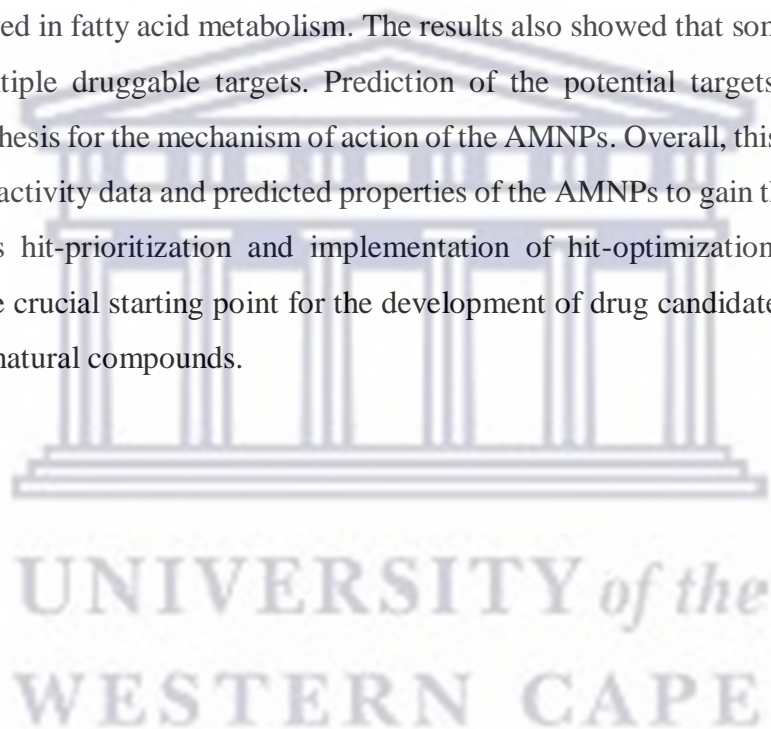 ed in fatty acid metabolism. The results also showed that som
tiple druggable targets. Prediction of the potential targets
hesis for the mechanism of action of the AMNPs. Overall, this
activity data and predicted properties of the AMNPs to gain th
s hit-prioritization and implementation of hit-optimization
e crucial starting point for the development of drug candidate
natural compounds.
UNIVERSITY of the
WESTERN CAPE